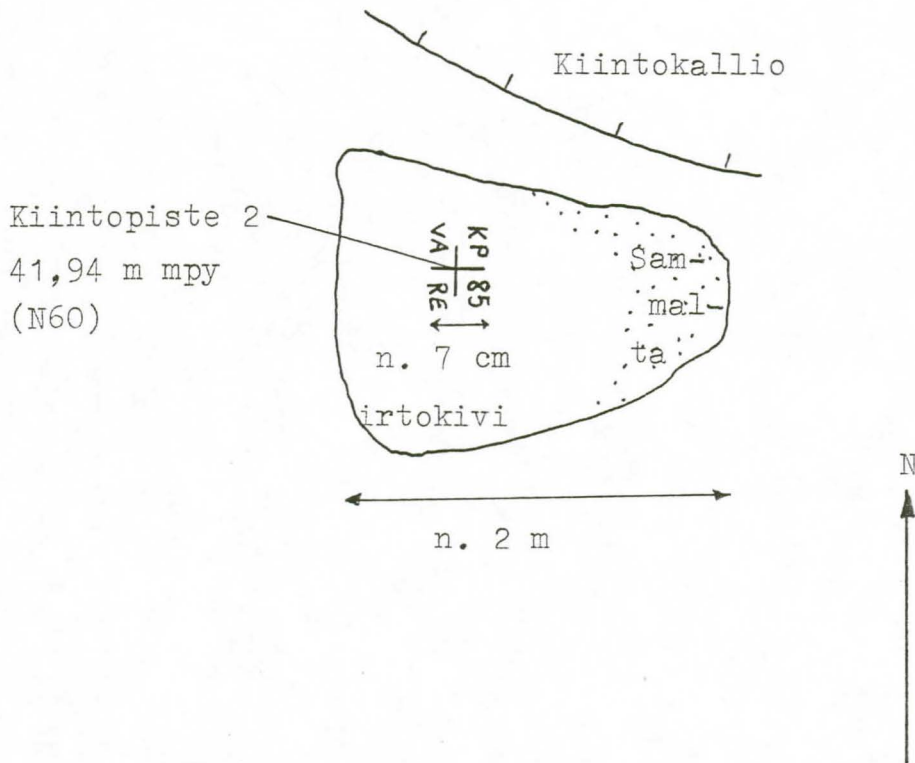 Kiintokallio
Kiintopiste 2
41,94 m mpy
(N60)
KP 85
VA RE
Sam-
mal-
ta
n. 7 cm
irtokivi
n. 2 m
N